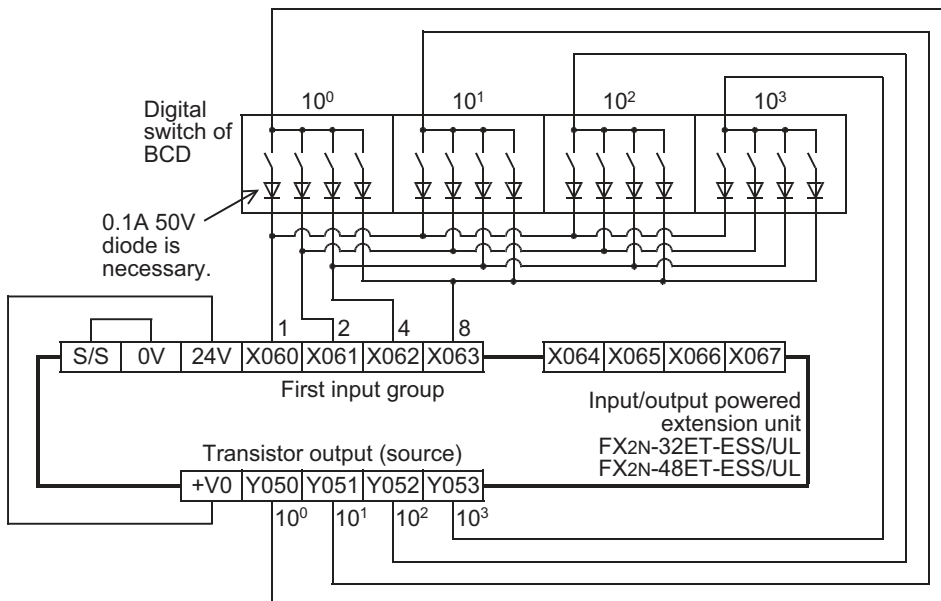 10⁰ 10¹ 10² 10³
Digital
switch of
BCD
0.1A 50V
diode is
necessary.
1 2 4 8
S/S 0V 24V X060 X061 X062 X063 X064 X065 X066 X067
First input group
Input/output powered
extension unit
FX2N-32ET-ESS/UL
FX2N-48ET-ESS/UL
Transistor output (source)
+V0 Y050 Y051 Y052 Y053
10⁰ 10¹ 10² 10³